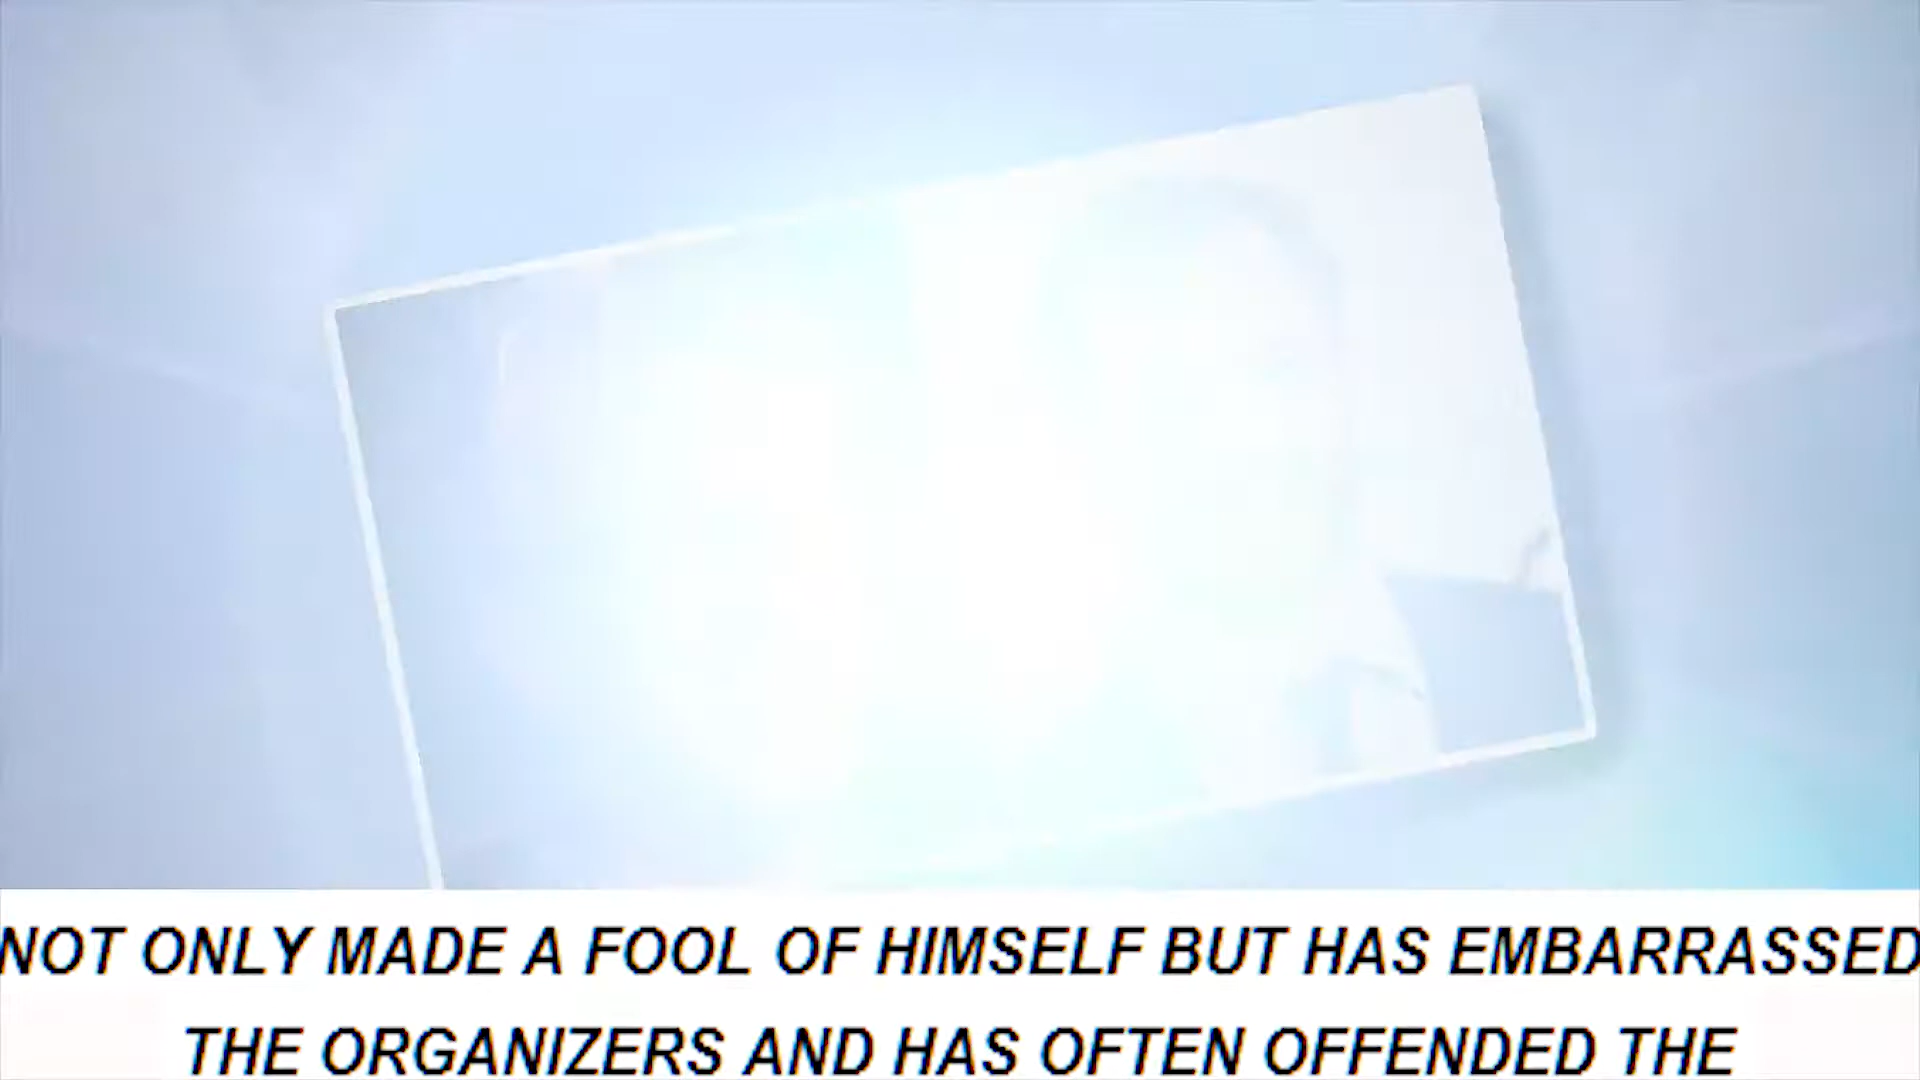 NOT ONLY MADE A FOOL OF HIMSELF BUT HAS EMBARRASSED
THE ORGANIZERS AND HAS OFTEN OFFENDED THE